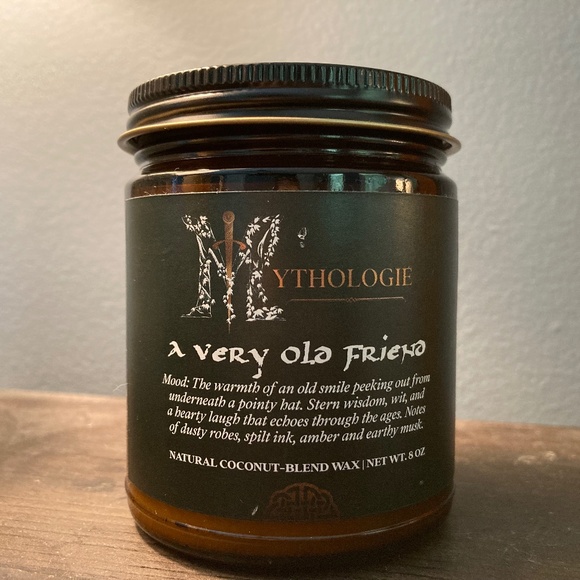 MYTHOLOGIE
A Very Old Friend
Mood: The warmth of an old smile peeking out from
underneath a pointy hat. Stern wisdom, wit, and
a hearty laugh that echoes through the ages. Notes
of dusty robes, spilt ink, amber and earthy musk.
NATURAL COCONUT-BLEND WAX | NET WT. 8 OZ